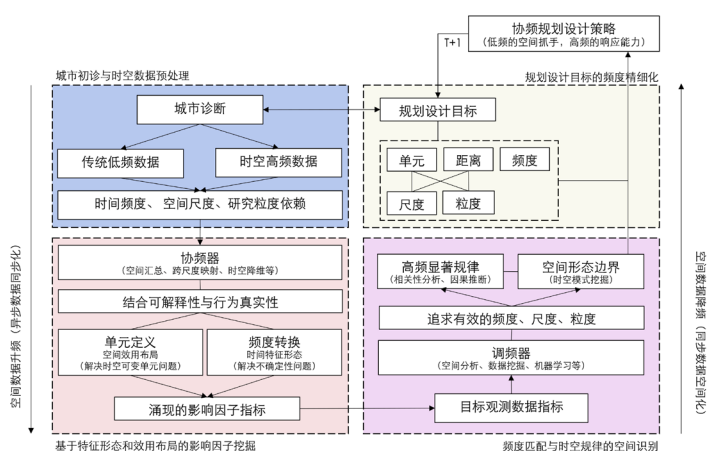 协频规划设计策略
（低频的空间抓手，高频的响应能力）
T+1
城市初诊与时空数据预处理
规划设计目标的频度精细化
城市诊断
规划设计目标
传统低频数据
时空高频数据
单元
距离
频度
尺度
粒度
时间频度、空间尺度、研究粒度依赖
协频器
（空间汇总、跨尺度映射、时空降维等）
高频显著规律
（相关性分析、因果推断）
空间形态边界
（时空模式挖掘）
结合可解释性与行为真实性
追求有效的频度、尺度、粒度
单元定义
空间效用布局
（解决时空可变单元问题）
频度转换
时间特征形态
（解决不确定性问题）
调频器
（空间分析、数据挖掘、机器学习等）
涌现的影响因子指标
目标观测数据指标
空间数据升频（异步数据同步化）
空间数据降频（同步数据空间化）
基于特征形态和效用布局的影响因子挖掘
频度匹配与时空规律的空间识别